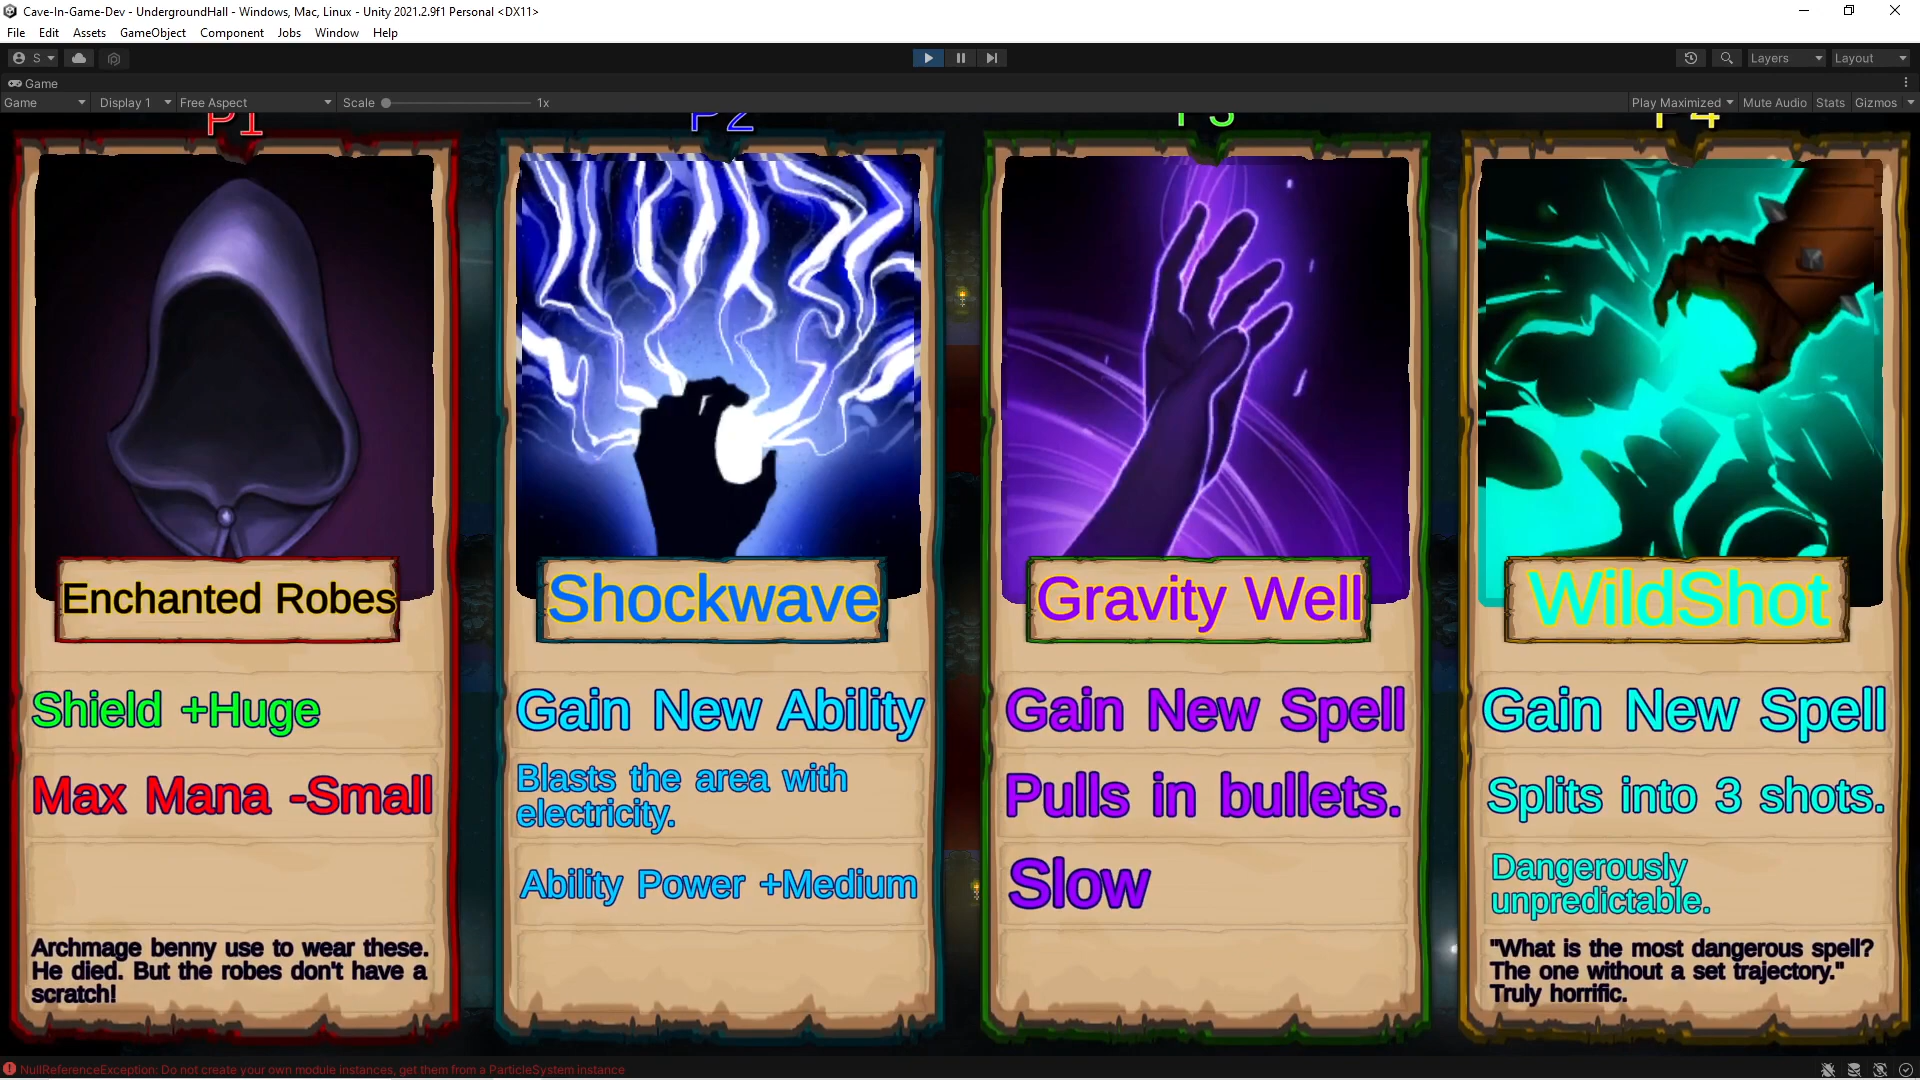 Cave-In-Game-Dev - UndergroundHall - Windows, Mac, Linux - Unity 2021.2.9f1 Personal <DX11>
File Edit Assets GameObject Component Jobs Window Help
S Layers Layout
Game
Game Display 1 Free Aspect Scale 1x Play Maximized Mute Audio Stats Gizmos
P1 P2 P3 P4
Enchanted Robes
Shield +Huge
Max Mana -Small
Archmage benny use to wear these.
He died. But the robes don't have a
scratch!
Shockwave
Gain New Ability
Blasts the area with
electricity.
Ability Power +Medium
Gravity Well
Gain New Spell
Pulls in bullets.
Slow
WildShot
Gain New Spell
Splits into 3 shots.
Dangerously
unpredictable.
"What is the most dangerous spell?
The one without a set trajectory."
Truly horrific.
NullReferenceException: Do not create your own module instances, get them from a ParticleSystem instance